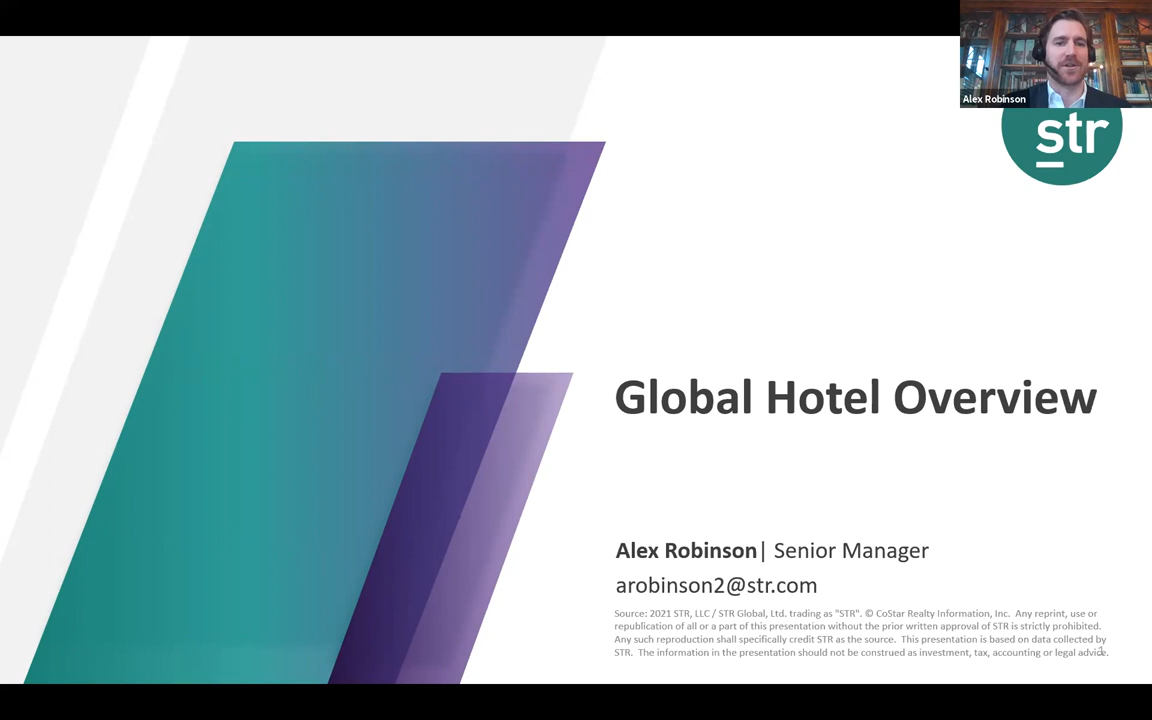 Alex Robinson
str
Global Hotel Overview
Alex Robinson| Senior Manager
arobinson2@str.com
Source: 2021 STR, LLC / STR Global, Ltd. trading as "STR". © CoStar Realty Information, Inc. Any reprint, use or
republication of all or a part of this presentation without the prior written approval of STR is strictly prohibited.
Any such reproduction shall specifically credit STR as the source. This presentation is based on data collected by
STR. The information in the presentation should not be construed as investment, tax, accounting or legal advice.
1